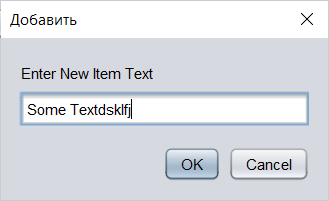 Добавить
Enter New Item Text
Some Textdsklfj
OK
Cancel